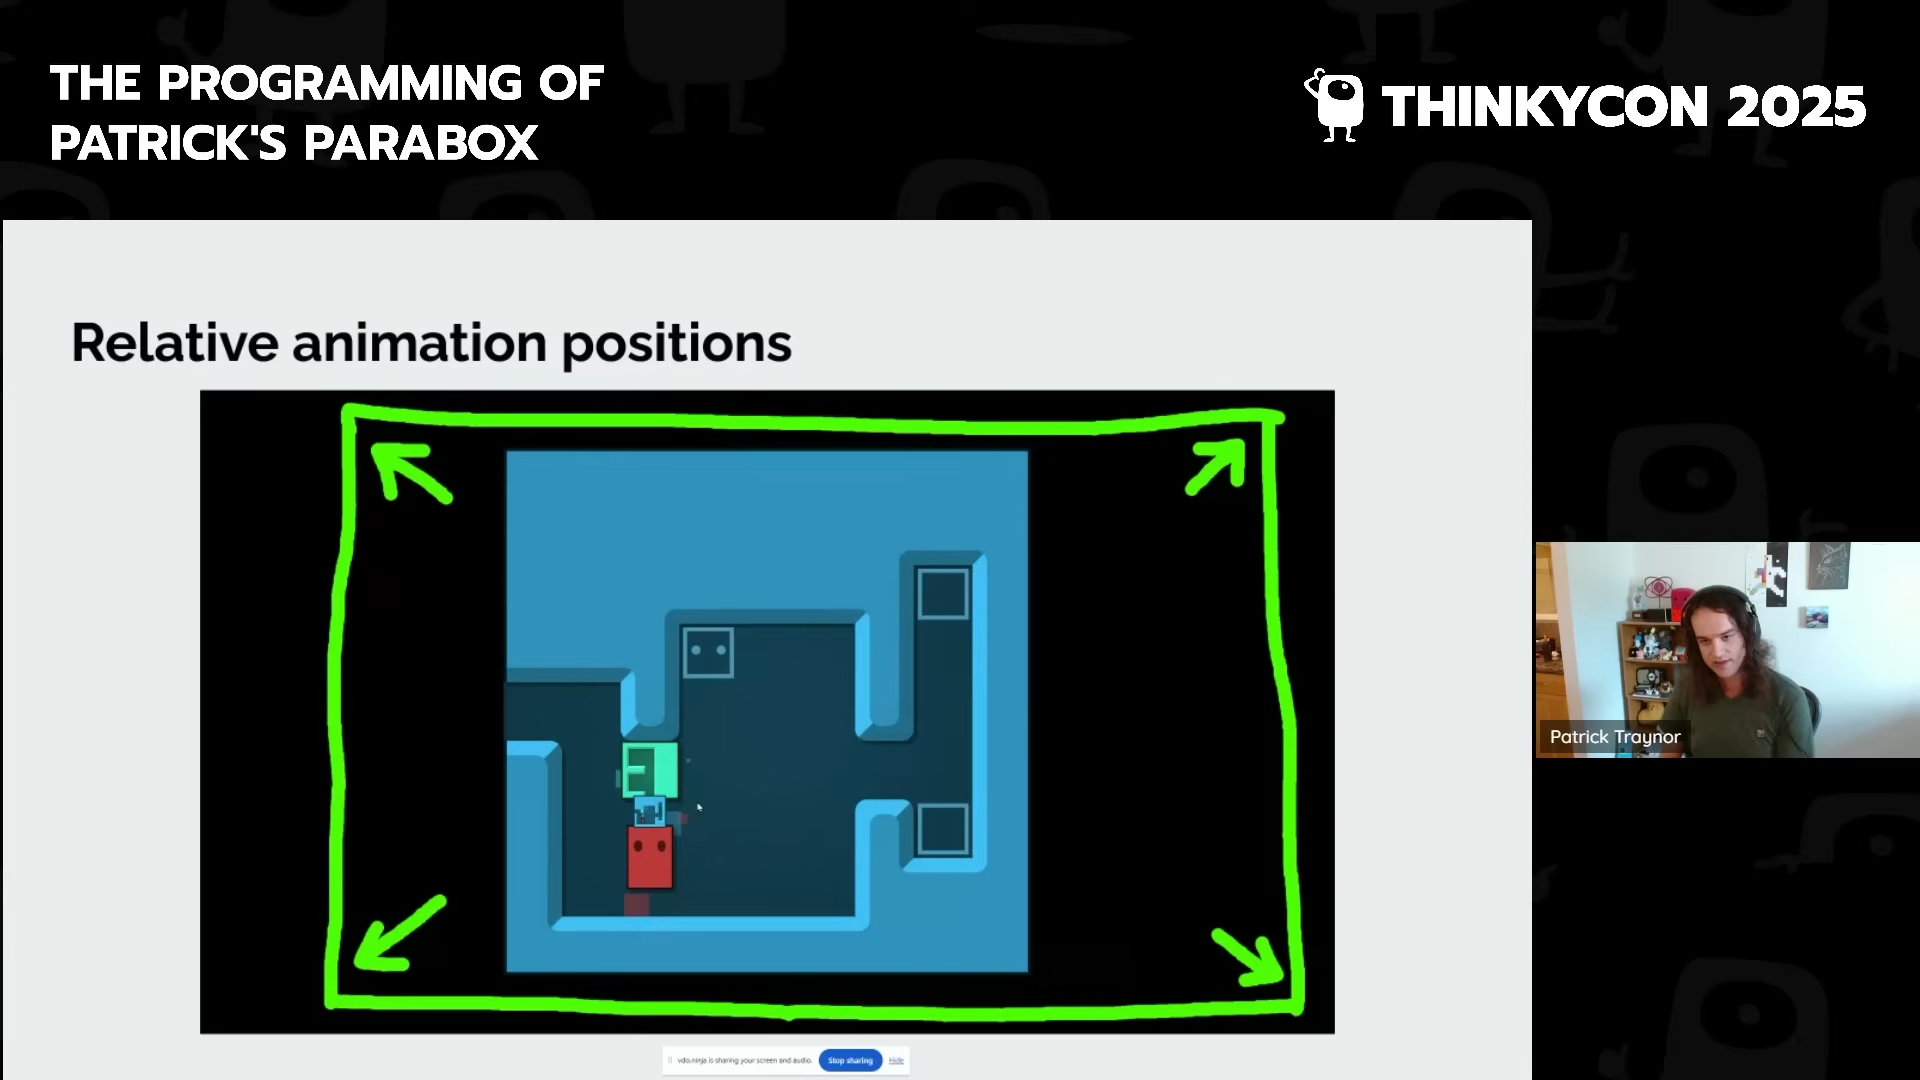 THE PROGRAMMING OF
PATRICK'S PARABOX
THINKYCON 2025
Relative animation positions
Patrick Traynor
vdo.ninja is sharing your screen and audio.
Stop sharing
Hide